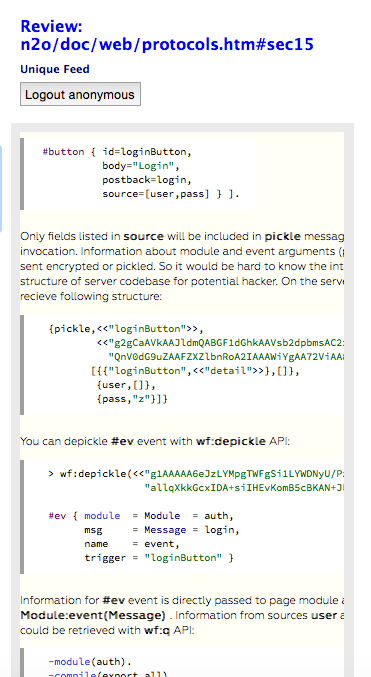 Review:
n2o/doc/web/protocols.htm#sec15
Unique Feed
Logout anonymous
#button { id=loginButton,
body="Login",
postback=login,
source=[user,pass] } ].
Only fields listed in source will be included in pickle messag
invocation. Information about module and event arguments (
sent encrypted or pickled. So it would be hard to know the int
structure of server codebase for potential hacker. On the serve
recieve following structure:
{pickle,<<"loginButton">>,
<<"g2gCaAVkAAJldmQABGF1dGhkAAVsb2dpbmsAC2
"QnV0dG9uZAAFZXZlbnRoA2IAAAWiYgAA72ViAA
[{{"loginButton",<<"detail">>},[]},
{user,[]},
{pass,"z"}]}
You can depickle #ev event with wf:depickle API:
> wf:depickle(<<"g1AAAAA6eJzLYMpgTWFgSi1LYWDNyU/P
"allqXkkGcxIDA+siIHEvKomB5cBKAN+J
#ev { module = Module = auth,
msg = Message = login,
name = event,
trigger = "loginButton" }
Information for #ev event is directly passed to page module
Module:event(Message) . Information from sources user a
could be retrieved with wf:q API:
-module(auth).
-compile(export_all)